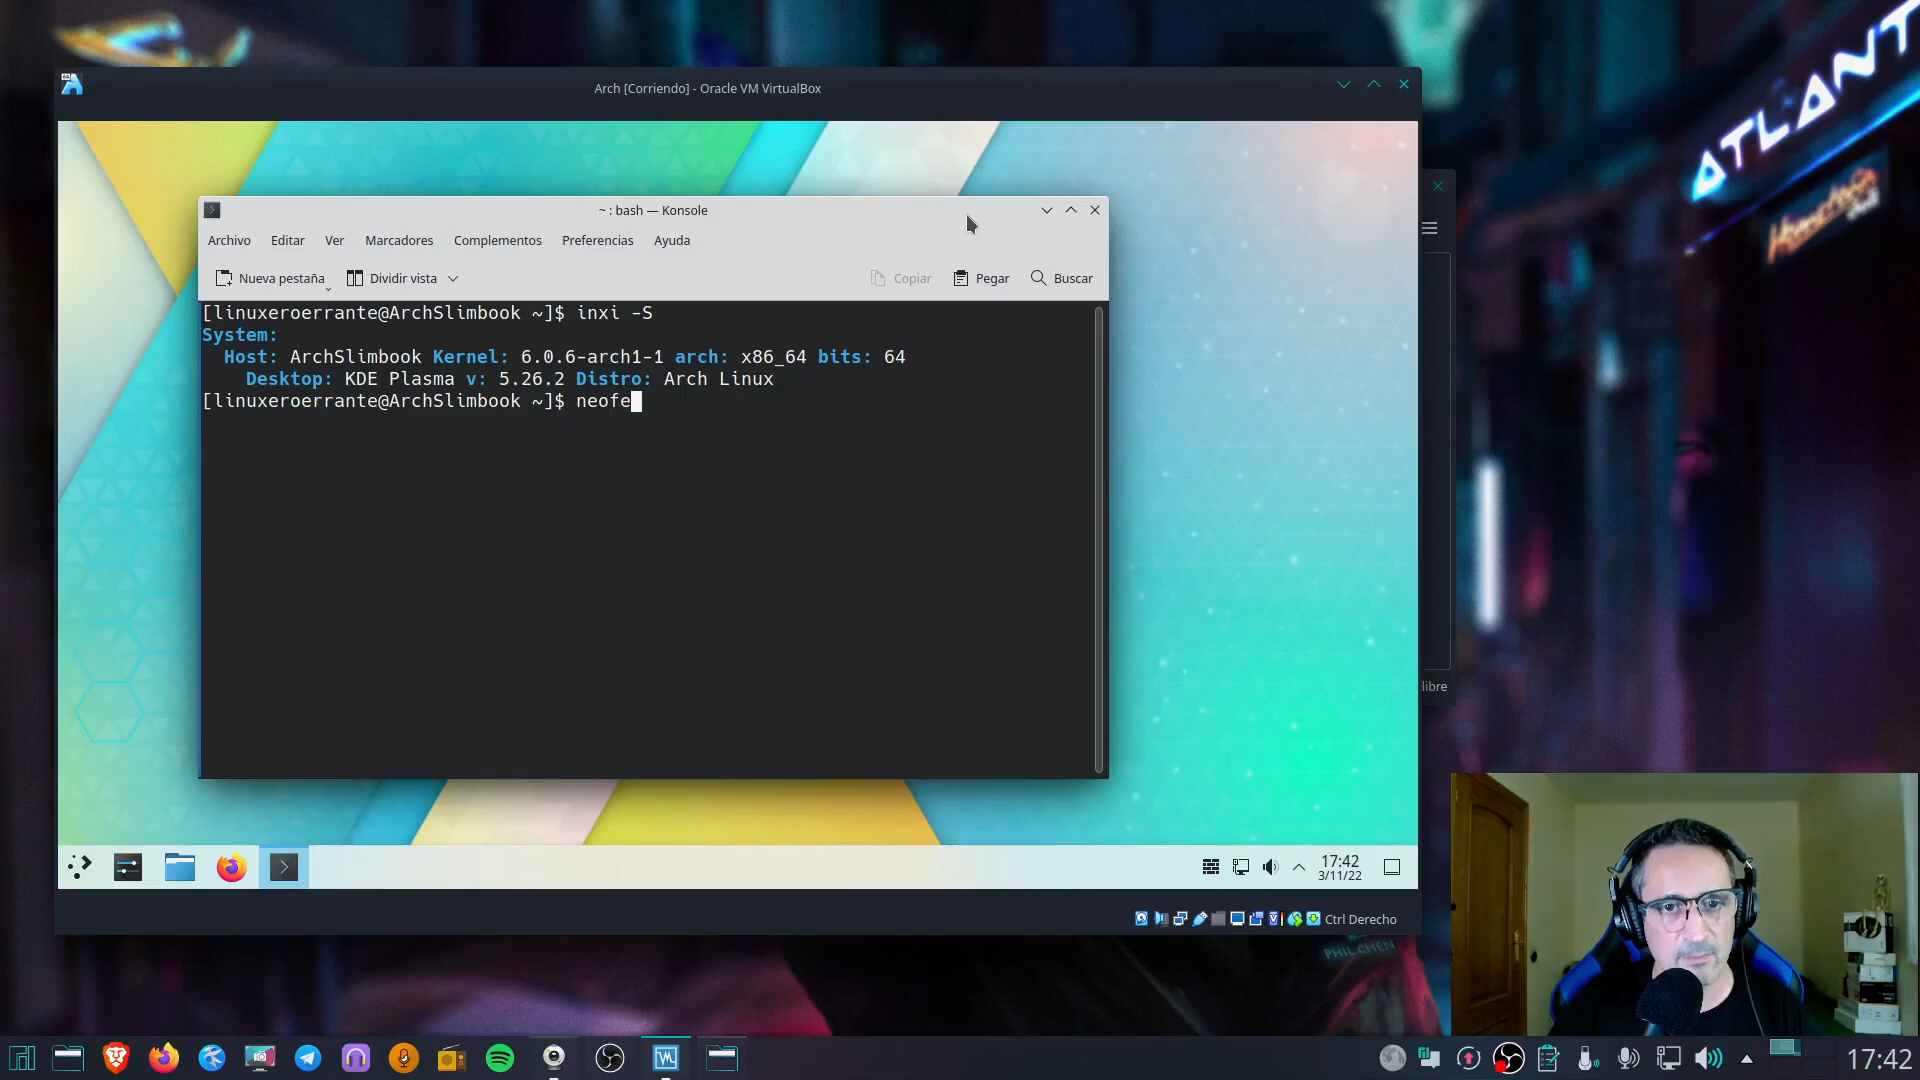 ATLANT
Arch [Corriendo] - Oracle VM VirtualBox
~ : bash — Konsole
Archivo Editar Ver Marcadores Complementos Preferencias Ayuda
Nueva pestaña Dividir vista Copiar Pegar Buscar
[linuxeroerrante@ArchSlimbook ~]$ inxi -S
System:
Host: ArchSlimbook Kernel: 6.0.6-arch1-1 arch: x86_64 bits: 64
Desktop: KDE Plasma v: 5.26.2 Distro: Arch Linux
[linuxeroerrante@ArchSlimbook ~]$ neofe
libre
17:42
3/11/22
Ctrl Derecho
PHIL CHEN
17:42